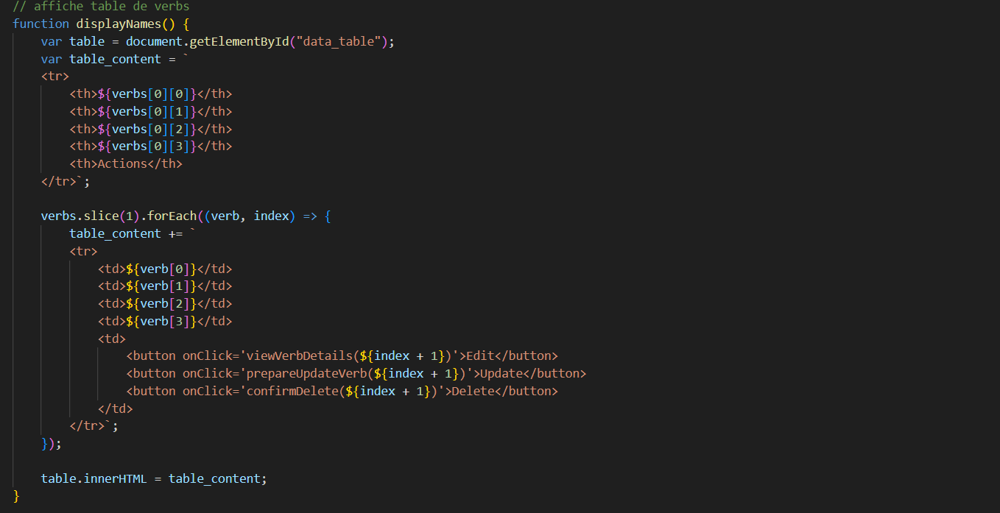 // affiche table de verbs
function displayNames() {
    var table = document.getElementById("data_table");
    var table_content = `
    <tr>
        <th>${verbs[0][0]}</th>
        <th>${verbs[0][1]}</th>
        <th>${verbs[0][2]}</th>
        <th>${verbs[0][3]}</th>
        <th>Actions</th>
    </tr>`;

    verbs.slice(1).forEach((verb, index) => {
        table_content += `
        <tr>
            <td>${verb[0]}</td>
            <td>${verb[1]}</td>
            <td>${verb[2]}</td>
            <td>${verb[3]}</td>
            <td>
                <button onClick='viewVerbDetails(${index + 1})'>Edit</button>
                <button onClick='prepareUpdateVerb(${index + 1})'>Update</button>
                <button onClick='confirmDelete(${index + 1})'>Delete</button>
            </td>
        </tr>`;
    });

    table.innerHTML = table_content;
}